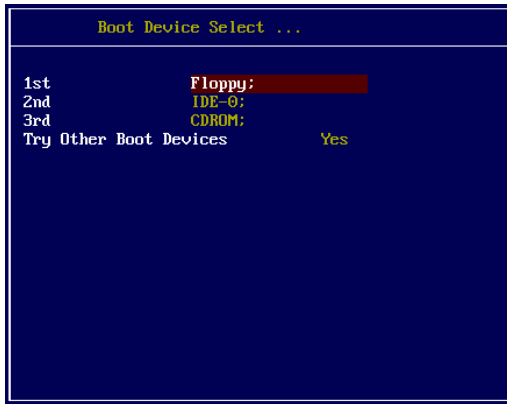 Boot Device Select ...
1st Floppy;
2nd IDE-0;
3rd CDROM;
Try Other Boot Devices Yes